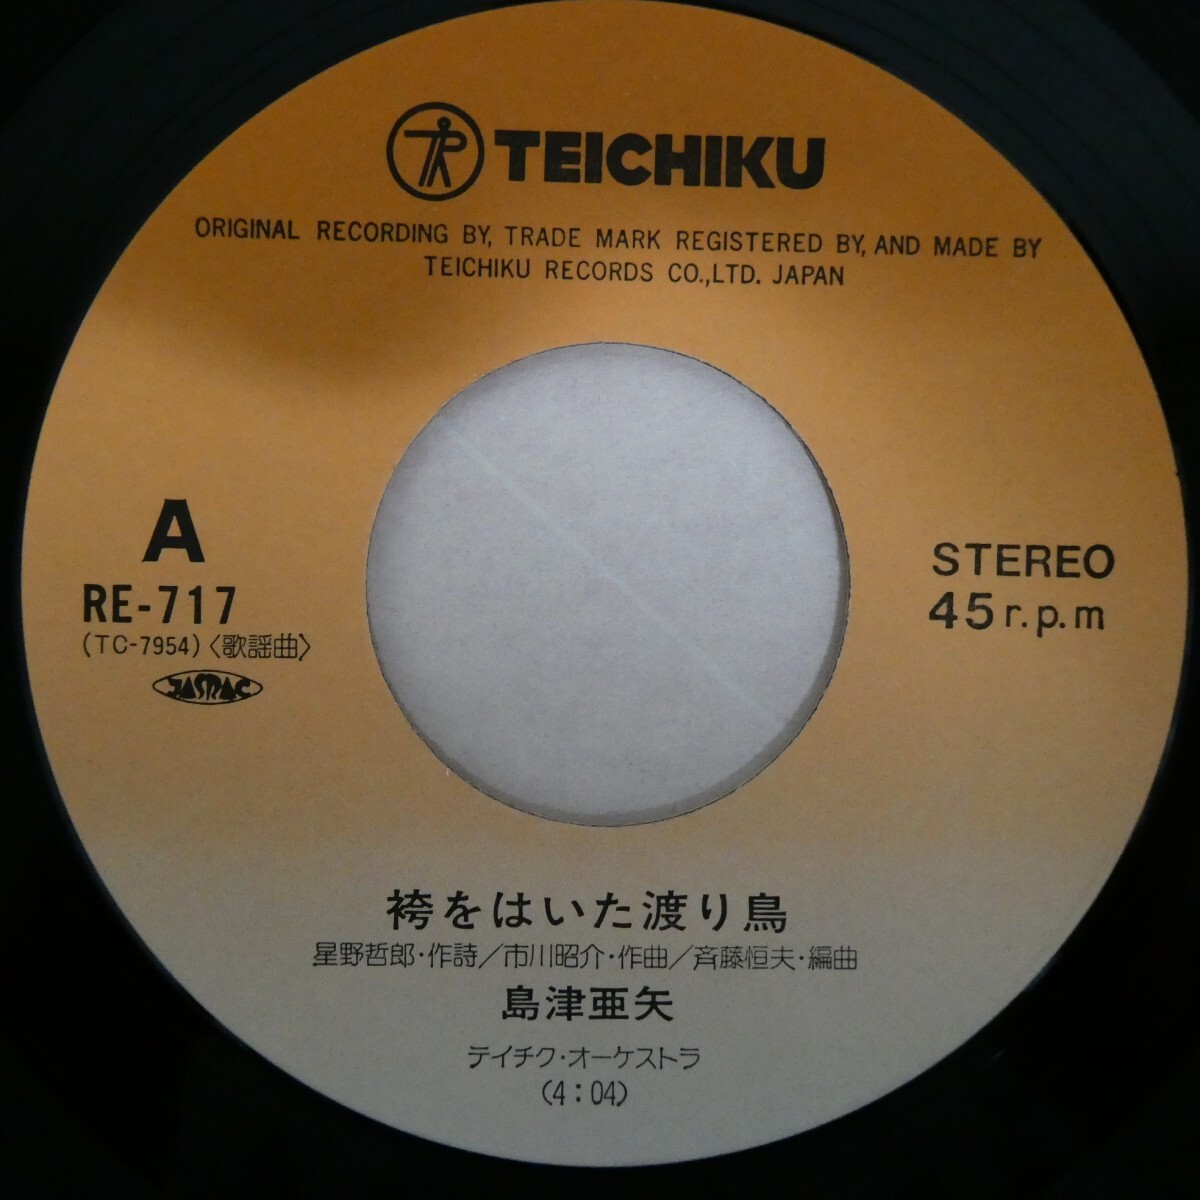 TEICHIKU
ORIGINAL RECORDING BY, TRADE MARK REGISTERED BY, AND MADE BY
TEICHIKU RECORDS CO.,LTD. JAPAN
A
RE-717
(TC-7954)〈歌謡曲〉
JASRAC
STEREO
45 r.p.m
袴をはいた渡り鳥
星野哲郎・作詩／市川昭介・作曲／斉藤恒夫・編曲
島津亜矢
テイチク・オーケストラ
(4:04)